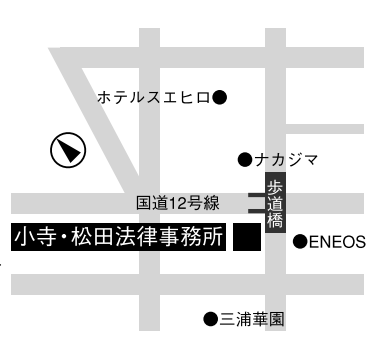 ホテルスエヒロ●
●ナカジマ
歩道橋
国道12号線
小寺・松田法律事務所
●ENEOS
●三浦華園